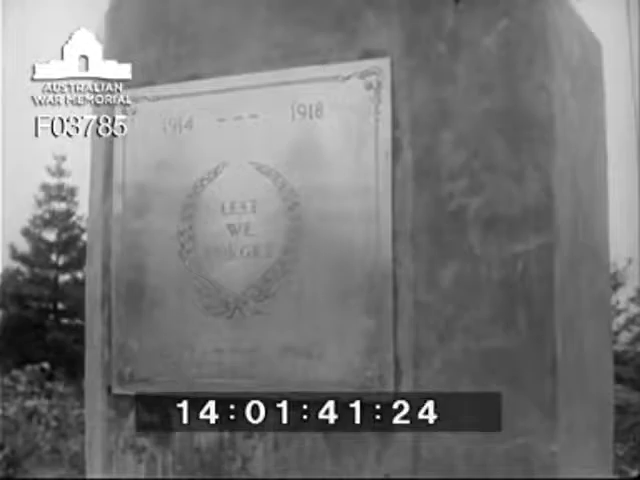 AUSTRALIAN
WAR MEMORIAL
F03785
1914 --- 1918
LEST
WE
FORGET
14:01:41:24